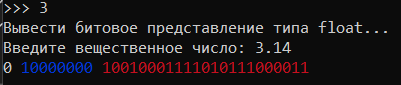 >>> 3
Вывести битовое представление типа float...
Введите вещественное число: 3.14
0 10000000 10010001111010111000011